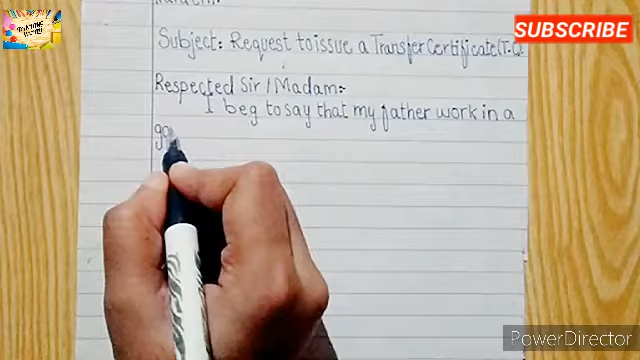 SUBSCRIBE
Subject: Request to issue a Transfer Certificate(T.C).
Respected Sir / Madam:-
I beg to say that my father work in a
go
PowerDirector